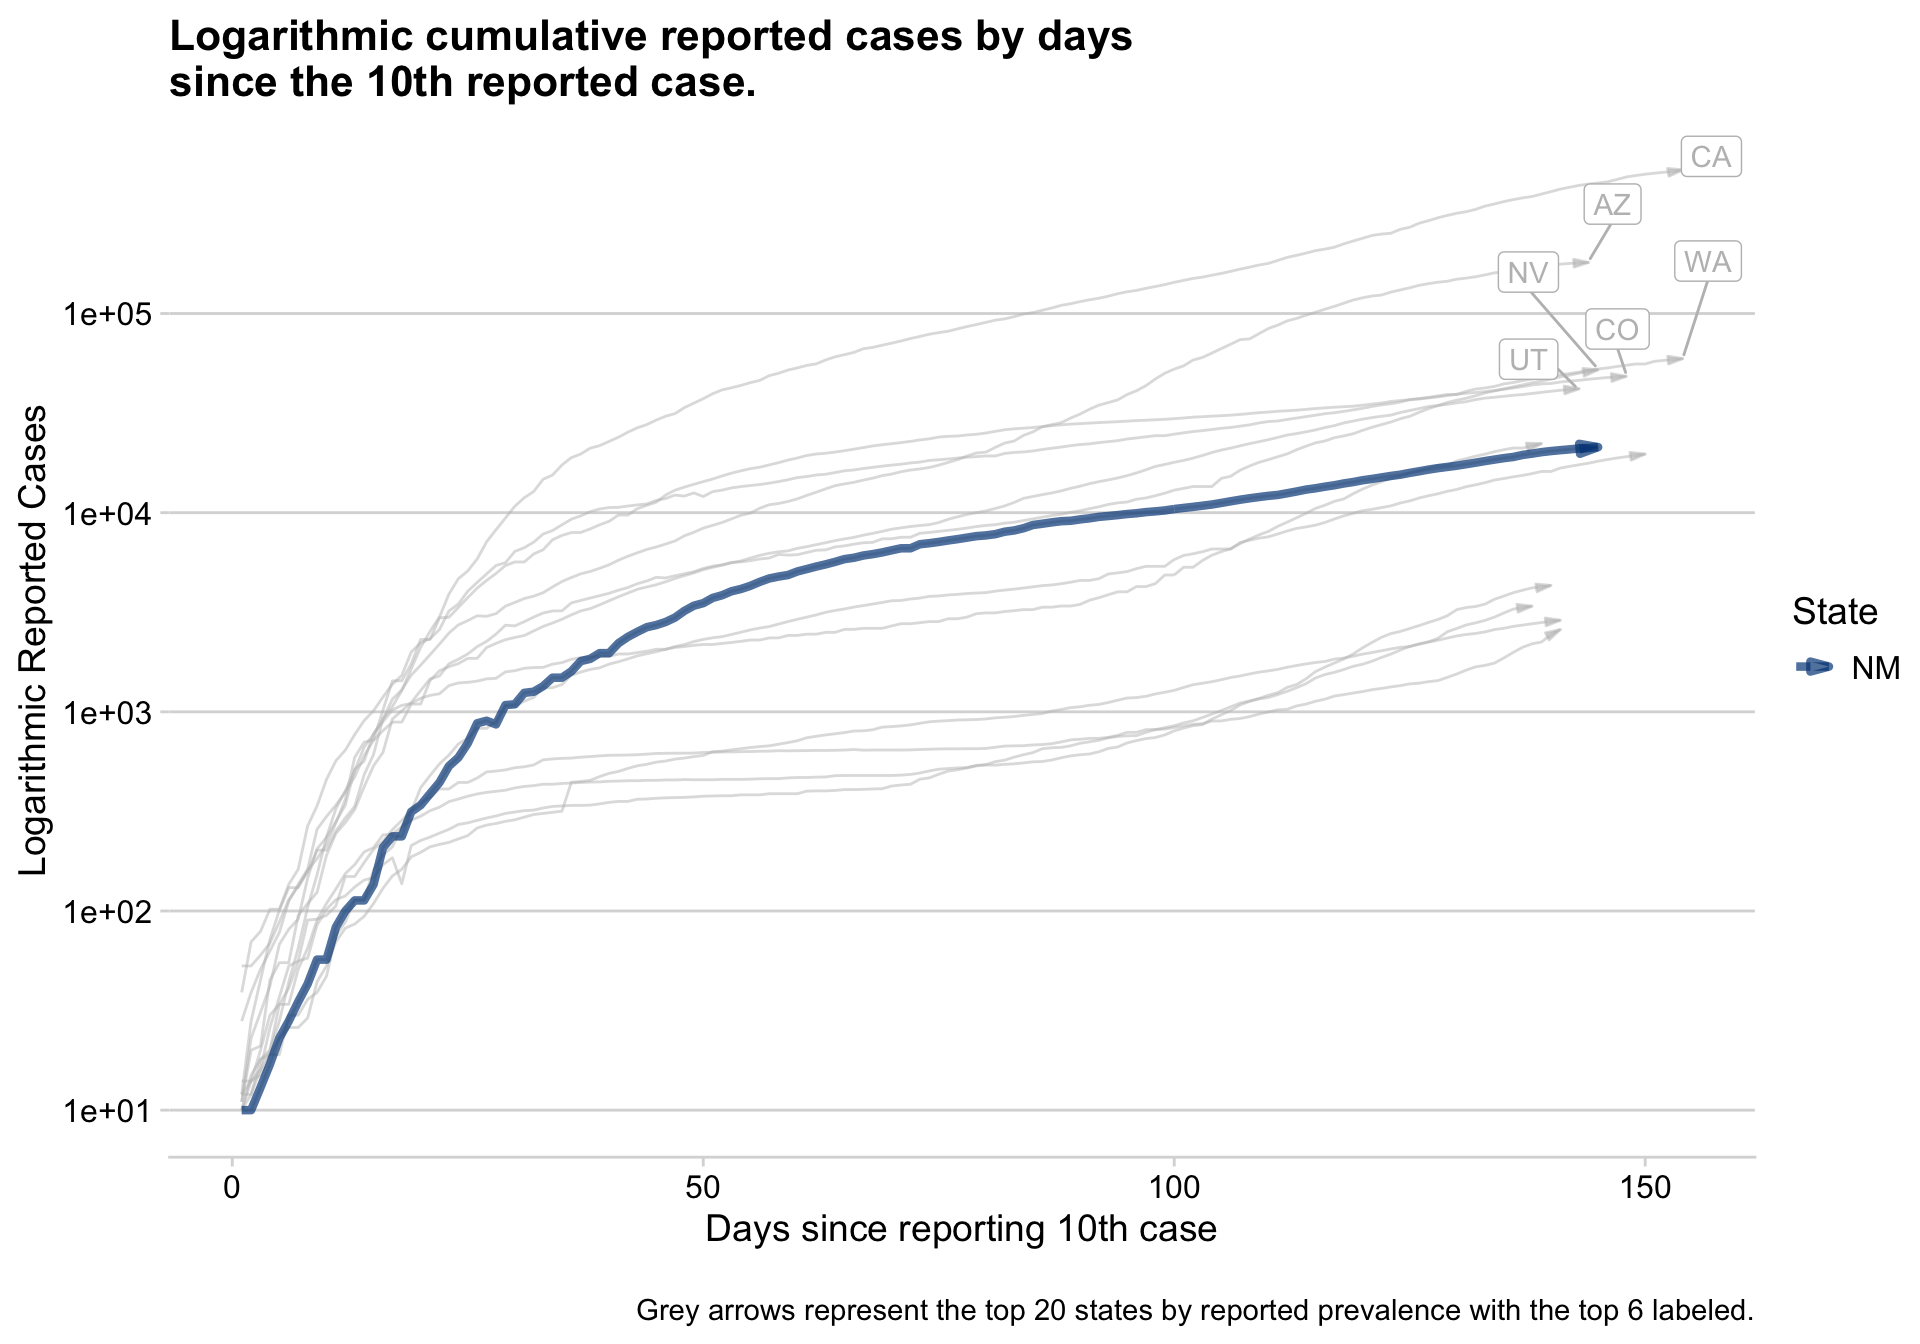 Logarithmic cumulative reported cases by days
since the 10th reported case.
CA
AZ
WA
NV
CO
UT
1e+05
1e+04
1e+03
1e+02
1e+01
Logarithmic Reported Cases
0 50 100 150
Days since reporting 10th case
State
NM
Grey arrows represent the top 20 states by reported prevalence with the top 6 labeled.